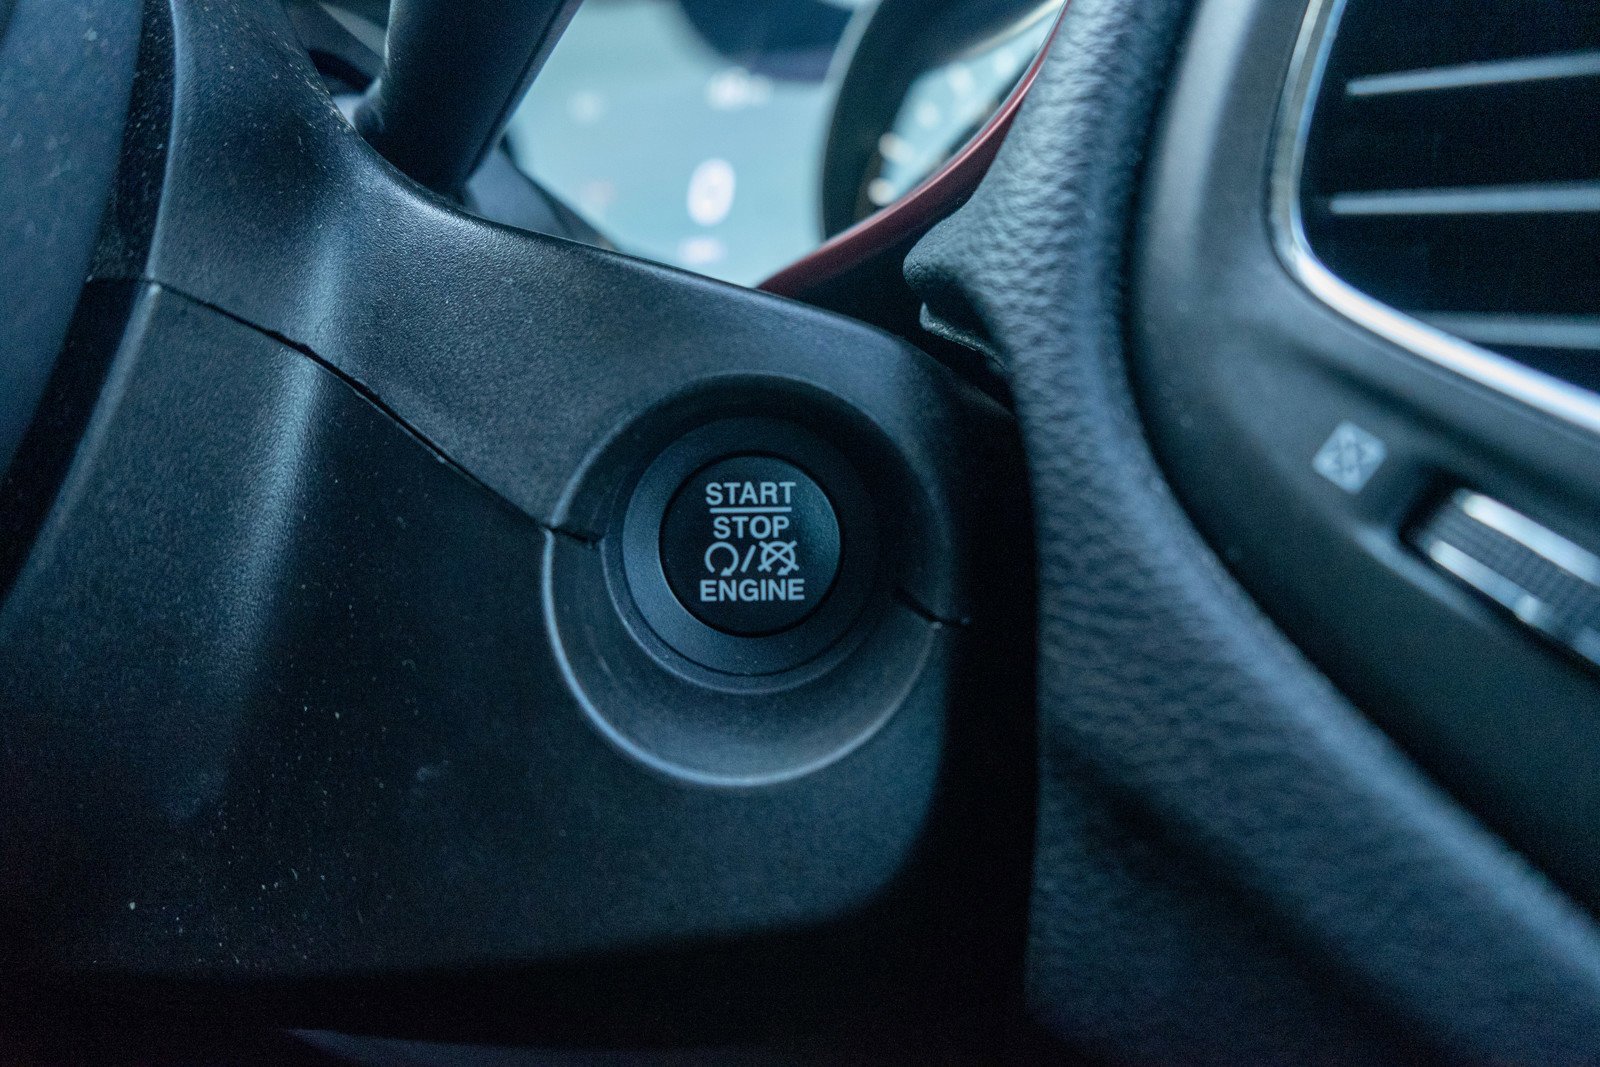 START
STOP
/
ENGINE